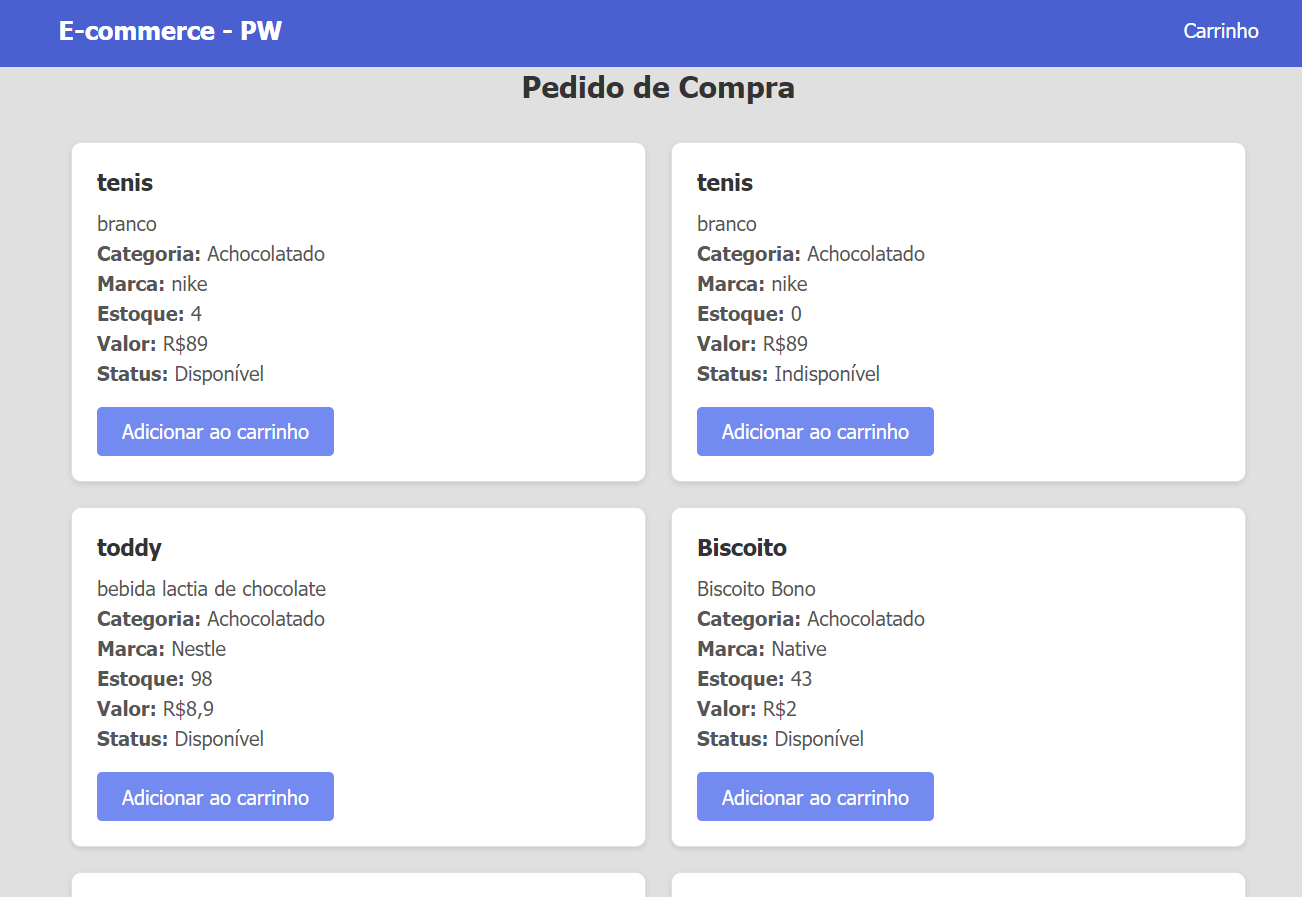 E-commerce - PW
Carrinho
Pedido de Compra
tenis
branco
Categoria: Achocolatado
Marca: nike
Estoque: 4
Valor: R$89
Status: Disponível
Adicionar ao carrinho
tenis
branco
Categoria: Achocolatado
Marca: nike
Estoque: 0
Valor: R$89
Status: Indisponível
Adicionar ao carrinho
toddy
bebida lactia de chocolate
Categoria: Achocolatado
Marca: Nestle
Estoque: 98
Valor: R$8,9
Status: Disponível
Adicionar ao carrinho
Biscoito
Biscoito Bono
Categoria: Achocolatado
Marca: Native
Estoque: 43
Valor: R$2
Status: Disponível
Adicionar ao carrinho